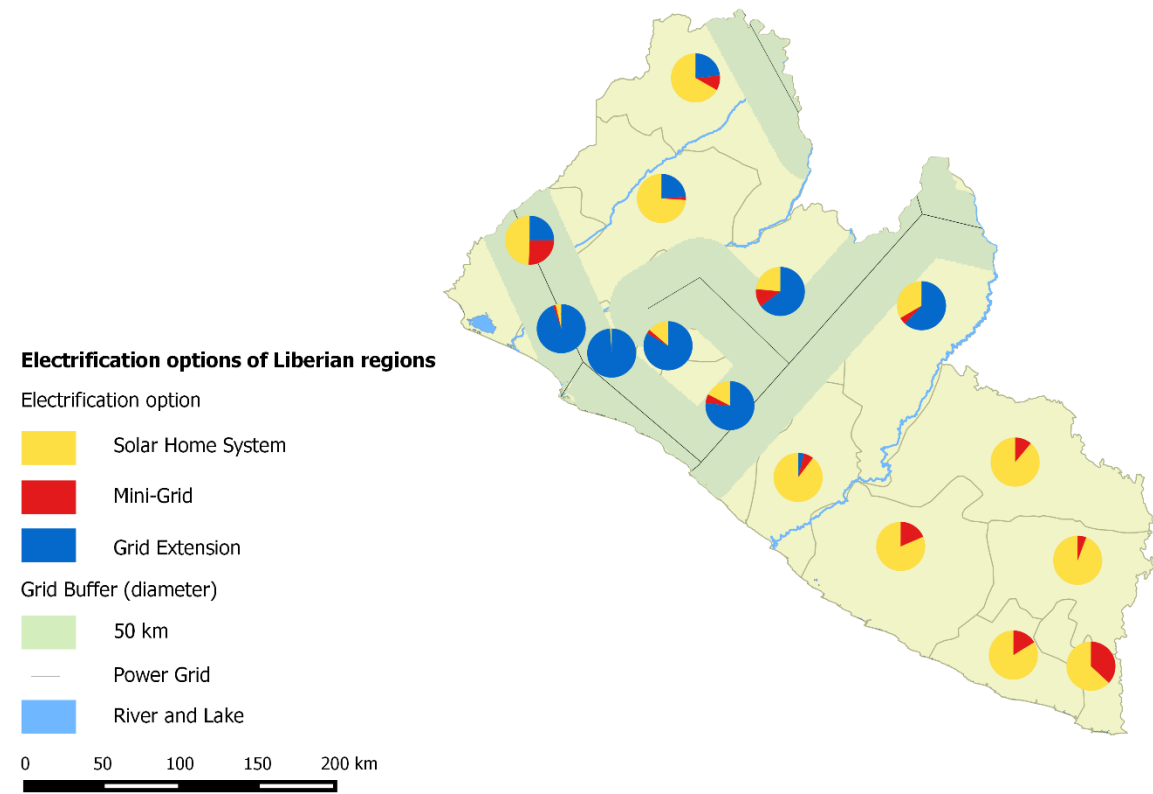 Electrification options of Liberian regions
Electrification option
Solar Home System
Mini-Grid
Grid Extension
Grid Buffer (diameter)
50 km
Power Grid
River and Lake
0 50 100 150 200 km